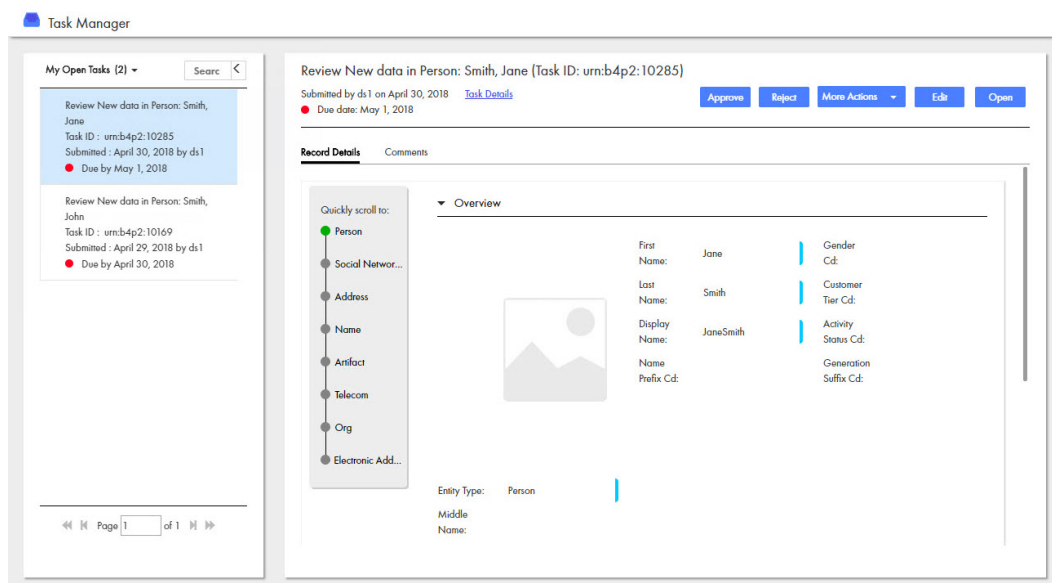 Task Manager
My Open Tasks (2)
Searc
Review New data in Person: Smith,
Jane
Task ID : urn:b4p2:10285
Submitted : April 30, 2018 by ds1
Due by May 1, 2018
Review New data in Person: Smith,
John
Task ID : urn:b4p2:10169
Submitted : April 29, 2018 by ds1
Due by April 30, 2018
Page 1 of 1
Review New data in Person: Smith, Jane (Task ID: urn:b4p2:10285)
Submitted by ds1 on April 30, 2018 Task Details
Due date: May 1, 2018
Approve Reject More Actions Edit Open
Record Details Comments
Quickly scroll to:
Person
Social Networ...
Address
Name
Artifact
Telecom
Org
Electronic Add...
Overview
First
Name:
Jane
Last
Name:
Smith
Display
Name:
JaneSmith
Name
Prefix Cd:
Gender
Cd:
Customer
Tier Cd:
Activity
Status Cd:
Generation
Suffix Cd:
Entity Type: Person
Middle
Name: